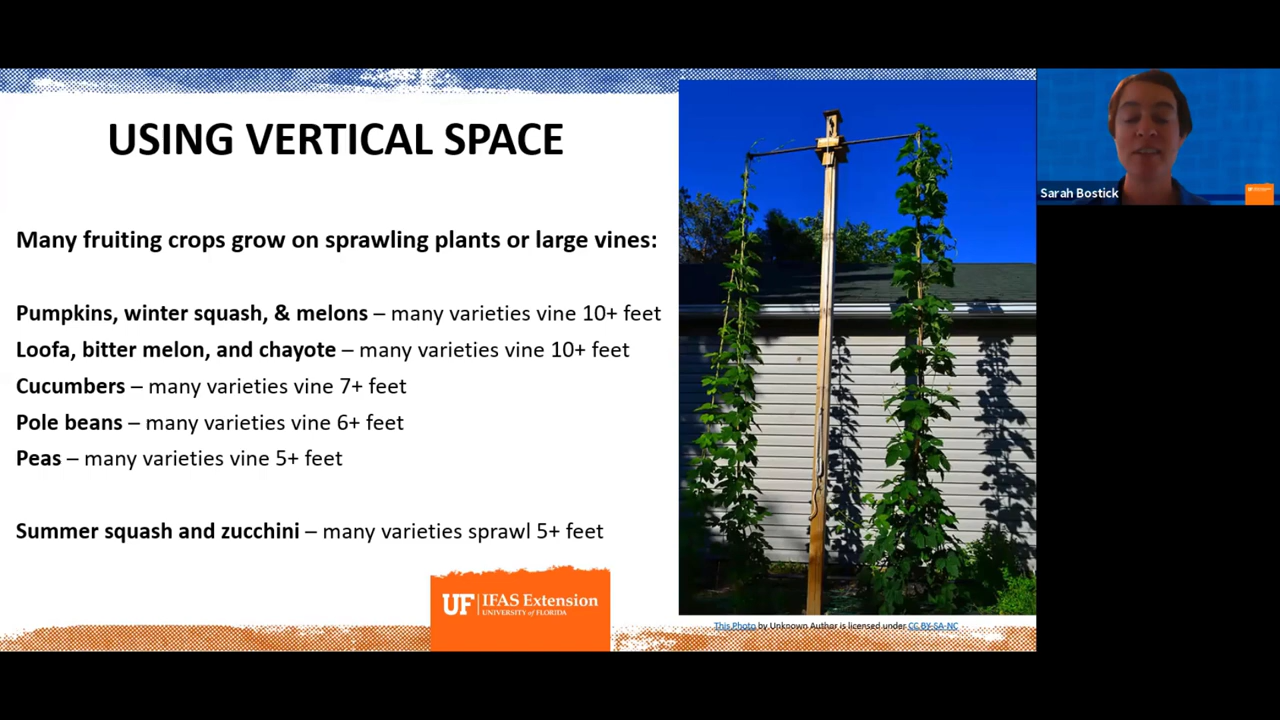 USING VERTICAL SPACE
Many fruiting crops grow on sprawling plants or large vines:
Pumpkins, winter squash, & melons – many varieties vine 10+ feet
Loofa, bitter melon, and chayote – many varieties vine 10+ feet
Cucumbers – many varieties vine 7+ feet
Pole beans – many varieties vine 6+ feet
Peas – many varieties vine 5+ feet
Summer squash and zucchini – many varieties sprawl 5+ feet
UF IFAS Extension
UNIVERSITY of FLORIDA
This Photo by Unknown Author is licensed under CC BY-SA-NC
Sarah Bostick